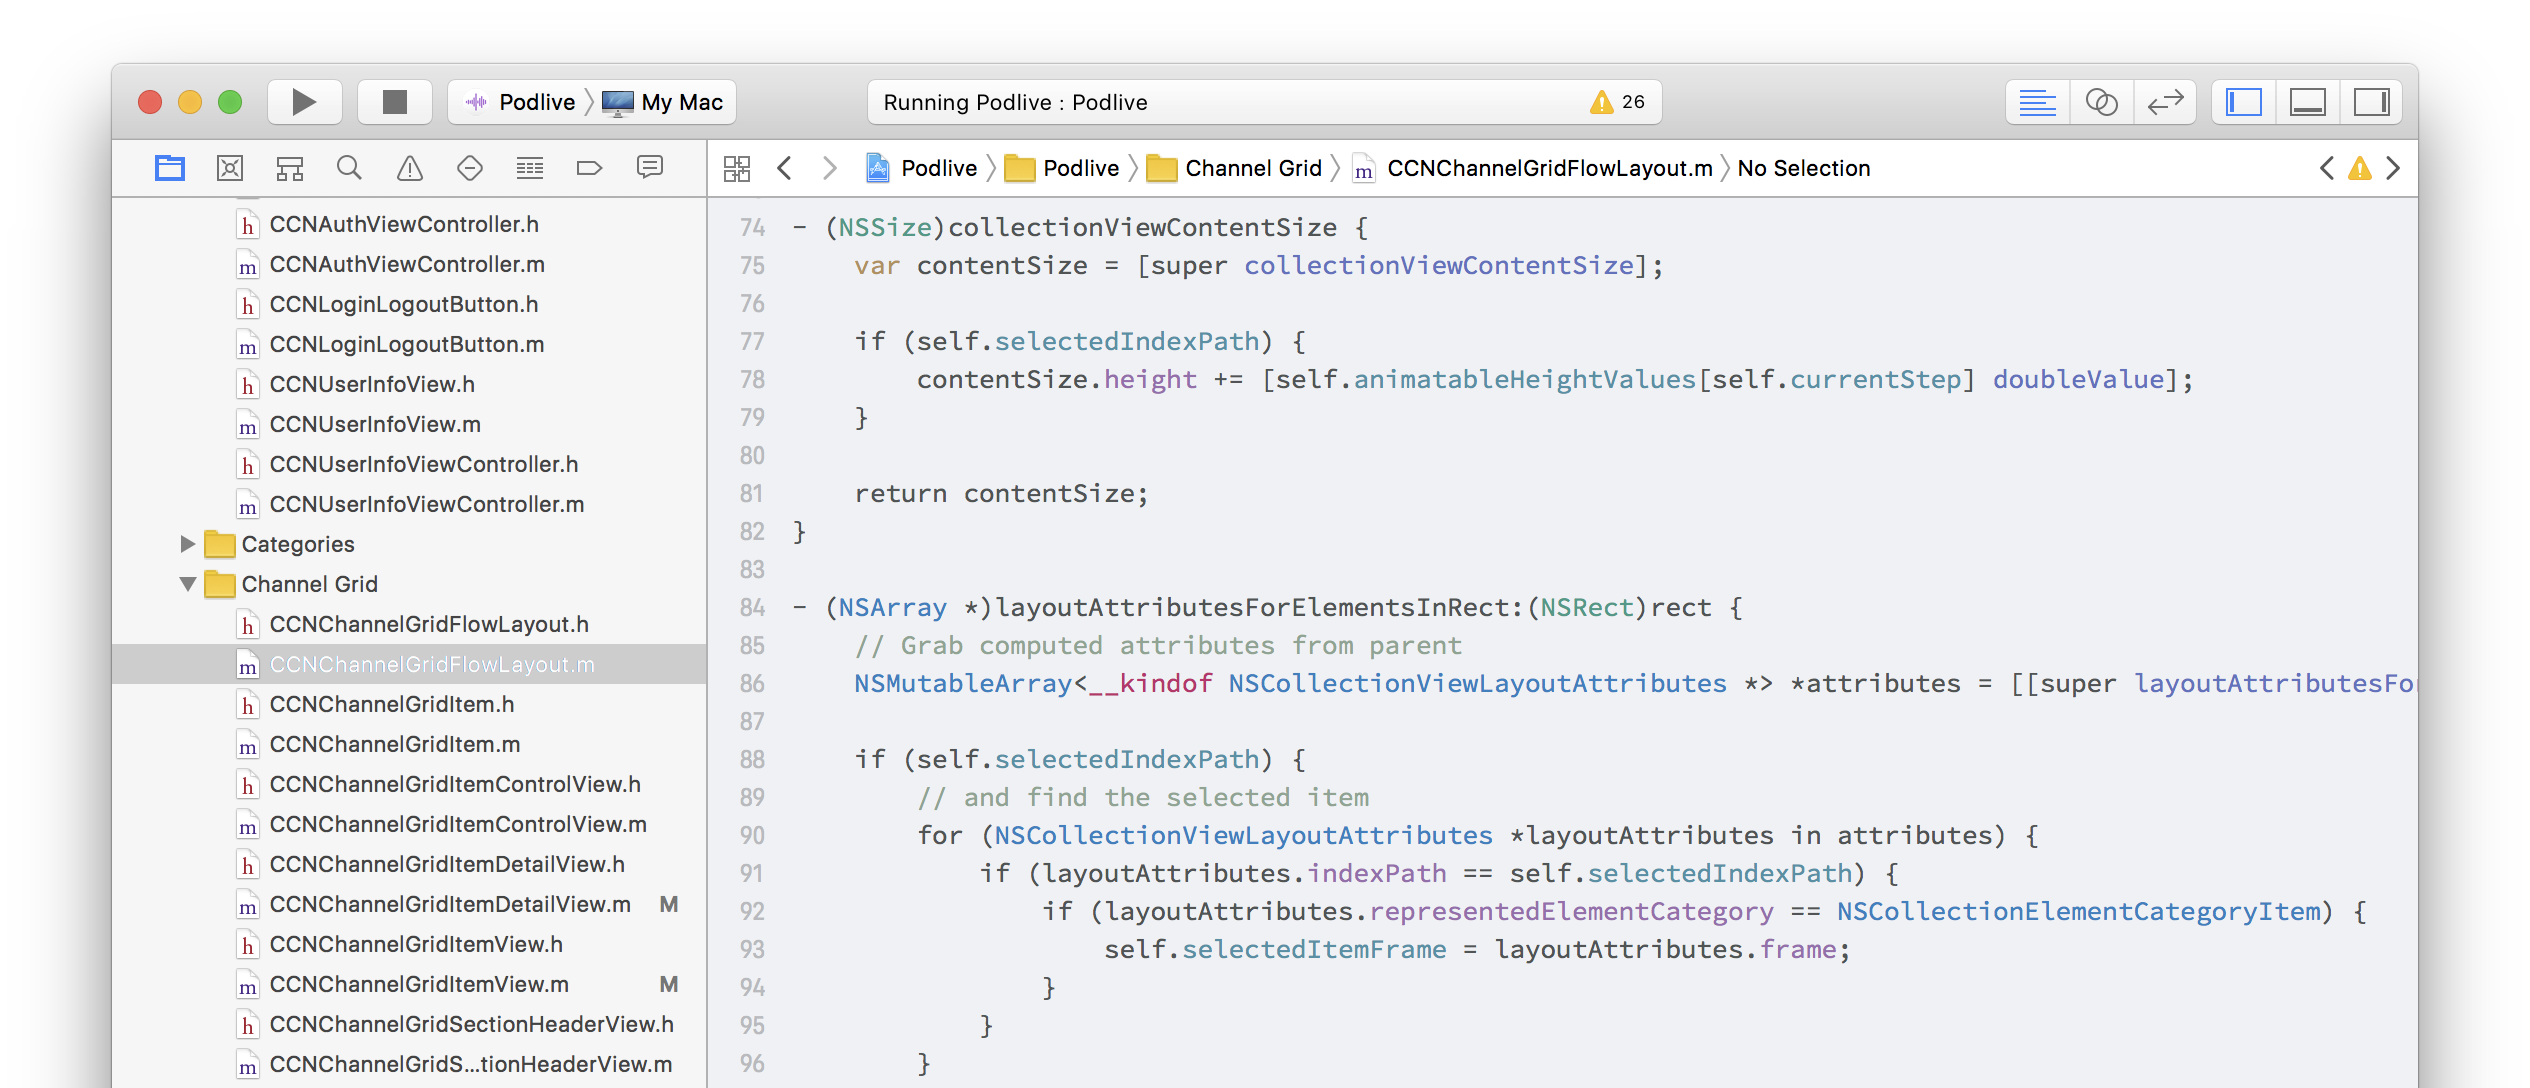 Podlive 〉 My Mac
Running Podlive : Podlive
26
Podlive 〉 Podlive 〉 Channel Grid 〉 m CCNChannelGridFlowLayout.m 〉 No Selection
h CCNAuthViewController.h
m CCNAuthViewController.m
h CCNLoginLogoutButton.h
m CCNLoginLogoutButton.m
h CCNUserInfoView.h
m CCNUserInfoView.m
h CCNUserInfoViewController.h
m CCNUserInfoViewController.m
Categories
Channel Grid
h CCNChannelGridFlowLayout.h
m CCNChannelGridFlowLayout.m
h CCNChannelGridItem.h
m CCNChannelGridItem.m
h CCNChannelGridItemControlView.h
m CCNChannelGridItemControlView.m
h CCNChannelGridItemDetailView.h
m CCNChannelGridItemDetailView.m M
h CCNChannelGridItemView.h
m CCNChannelGridItemView.m M
h CCNChannelGridSectionHeaderView.h
m CCNChannelGridS...tionHeaderView.m
74 - (NSSize)collectionViewContentSize {
75     var contentSize = [super collectionViewContentSize];
76
77     if (self.selectedIndexPath) {
78         contentSize.height += [self.animatableHeightValues[self.currentStep] doubleValue];
79     }
80
81     return contentSize;
82 }
83
84 - (NSArray *)layoutAttributesForElementsInRect:(NSRect)rect {
85     // Grab computed attributes from parent
86     NSMutableArray<__kindof NSCollectionViewLayoutAttributes *> *attributes = [[super layoutAttributesFo
87
88     if (self.selectedIndexPath) {
89         // and find the selected item
90         for (NSCollectionViewLayoutAttributes *layoutAttributes in attributes) {
91             if (layoutAttributes.indexPath == self.selectedIndexPath) {
92                 if (layoutAttributes.representedElementCategory == NSCollectionElementCategoryItem) {
93                     self.selectedItemFrame = layoutAttributes.frame;
94                 }
95             }
96         }